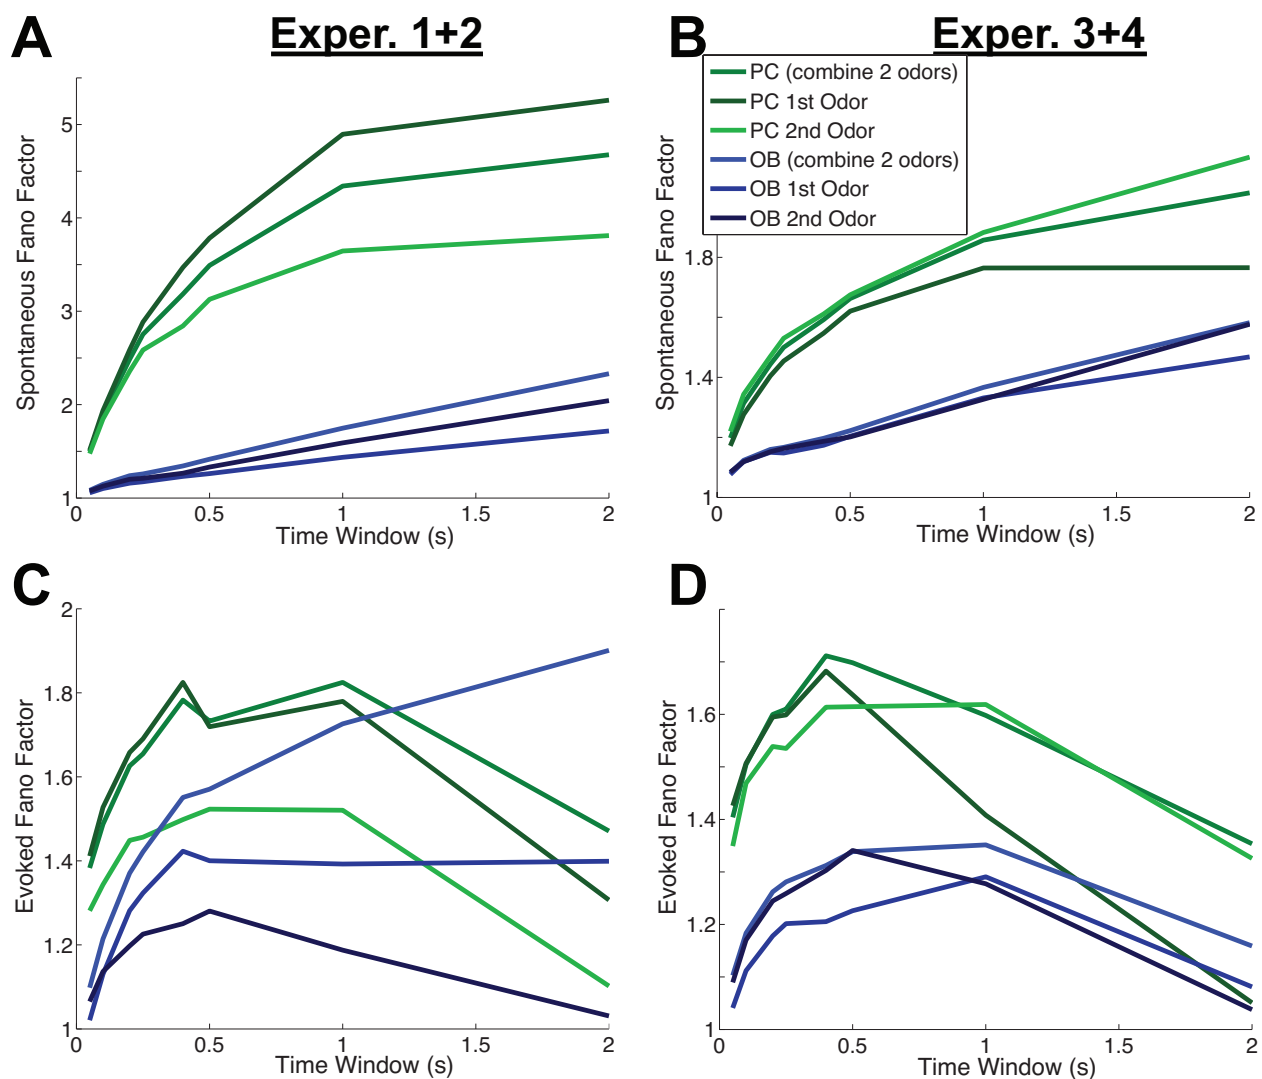 A
Exper. 1+2
B
Exper. 3+4
PC (combine 2 odors)
PC 1st Odor
PC 2nd Odor
OB (combine 2 odors)
OB 1st Odor
OB 2nd Odor
Spontaneous Fano Factor
5
4
3
2
1
0
0.5
1
1.5
2
Time Window (s)
Spontaneous Fano Factor
1.8
1.4
1
0
0.5
1
1.5
2
Time Window (s)
C
Evoked Fano Factor
2
1.8
1.6
1.4
1.2
1
0
0.5
1
1.5
2
Time Window (s)
D
Evoked Fano Factor
1.6
1.4
1.2
1
0
0.5
1
1.5
2
Time Window (s)